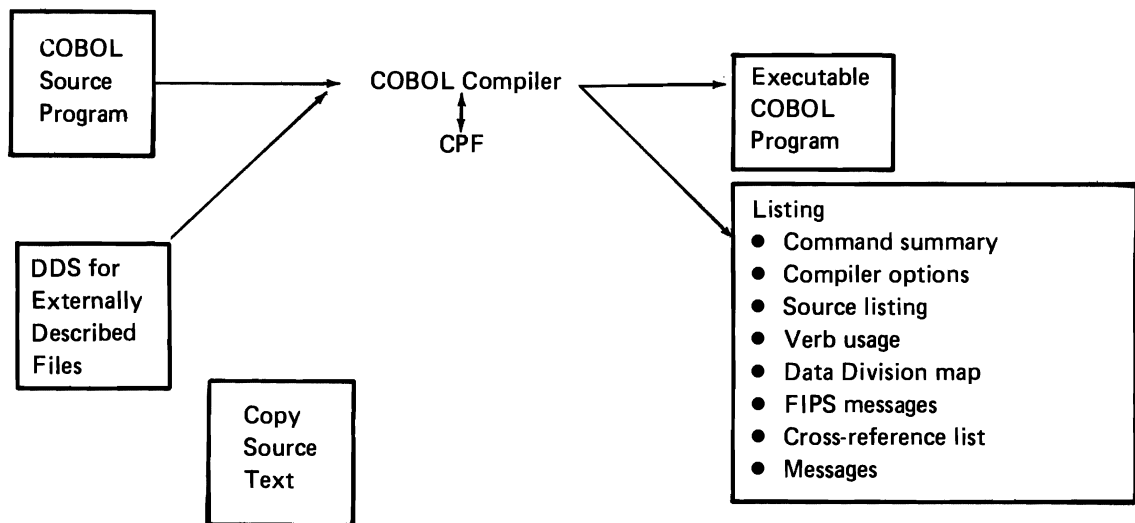 COBOL
Source
Program
COBOL Compiler
CPF
Executable
COBOL
Program
DDS for
Externally
Described
Files
Copy
Source
Text
Listing
● Command summary
● Compiler options
● Source listing
● Verb usage
● Data Division map
● FIPS messages
● Cross-reference list
● Messages